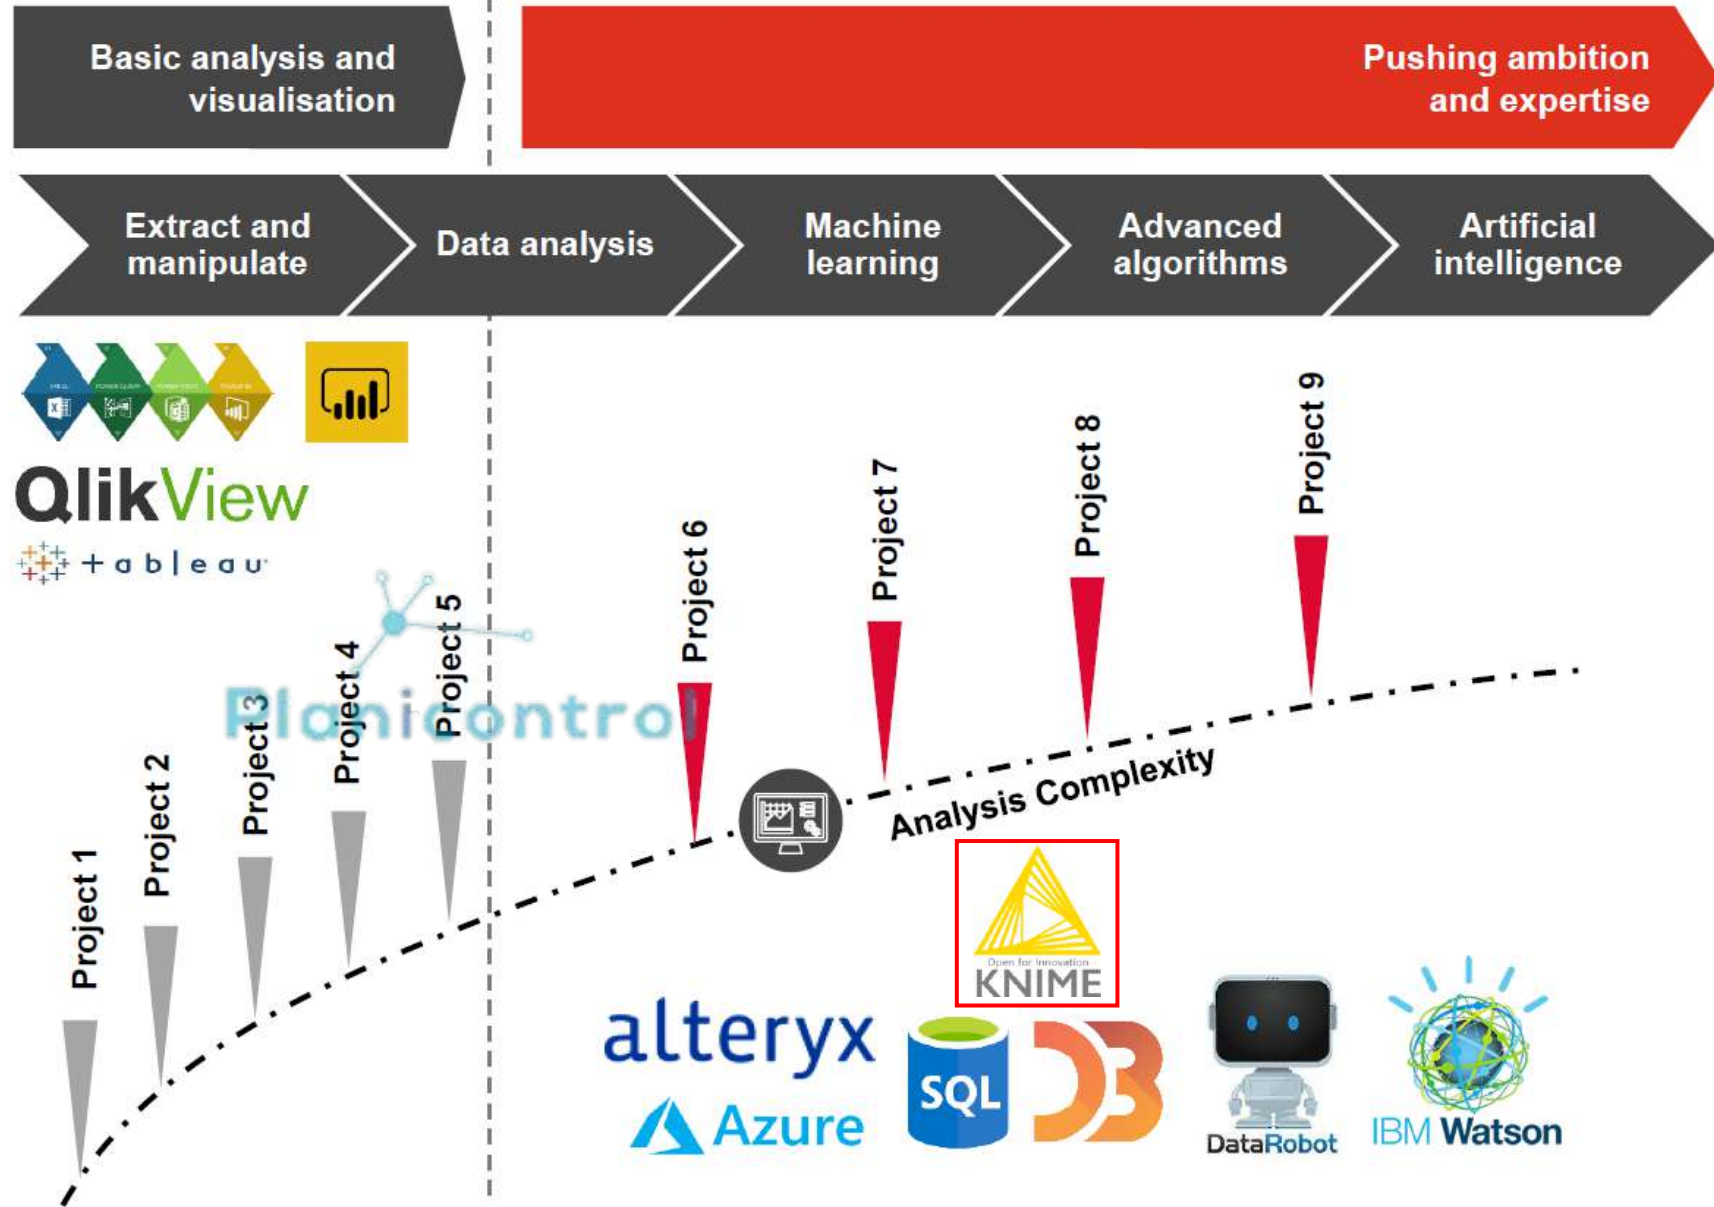 Basic analysis and
visualisation
Pushing ambition
and expertise
Extract and
manipulate
Data analysis
Machine
learning
Advanced
algorithms
Artificial
intelligence
QlikView
+ableau
Project 1
Project 2
Project 3
Project 4
Project 5
Project 6
Project 7
Project 8
Project 9
Planicontrol
Analysis Complexity
Open for Innovation
KNIME
alteryx
Azure
SQL
D3
DataRobot
IBM Watson